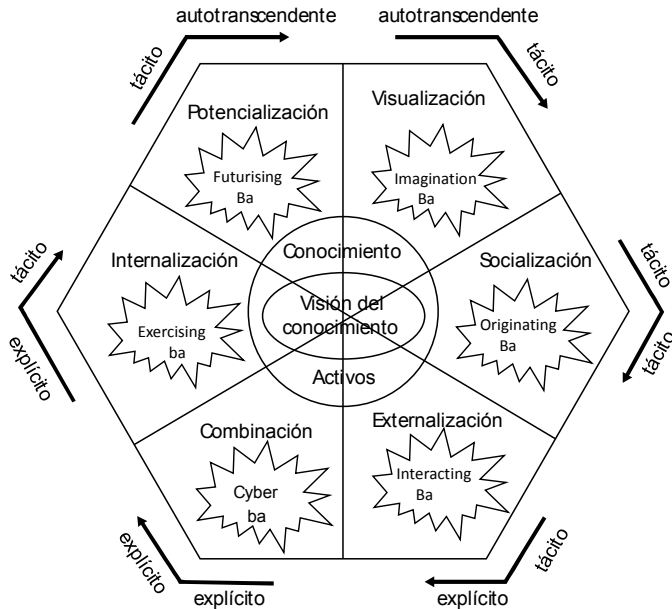 autotranscendente
autotranscendente
tácito
tácito
Potencialización
Visualización
Futurising
Ba
Imagination
Ba
tácito
explícito
Internalización
Conocimiento
Socialización
tácito
tácito
Exercising
ba
Visión del
conocimiento
Originating
Ba
Activos
Combinación
Externalización
Cyber
ba
Interacting
Ba
explícito
explícito
explícito
tácito